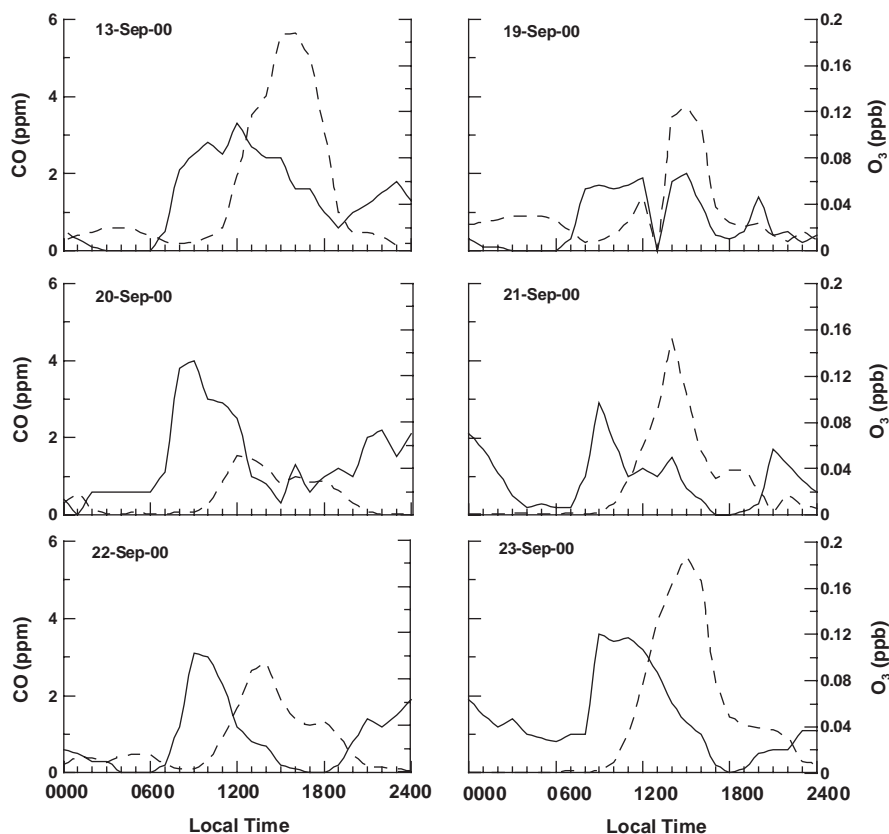 13-Sep-00
19-Sep-00
6
4
2
0
CO (ppm)
0.2
0.16
0.12
0.08
0.04
0
O3 (ppb)
20-Sep-00
21-Sep-00
6
4
2
0
CO (ppm)
0.2
0.16
0.12
0.08
0.04
0
O3 (ppb)
22-Sep-00
23-Sep-00
6
4
2
0
CO (ppm)
0.2
0.16
0.12
0.08
0.04
0
O3 (ppb)
0000 0600 1200 1800 2400
0000 0600 1200 1800 2400
Local Time
Local Time